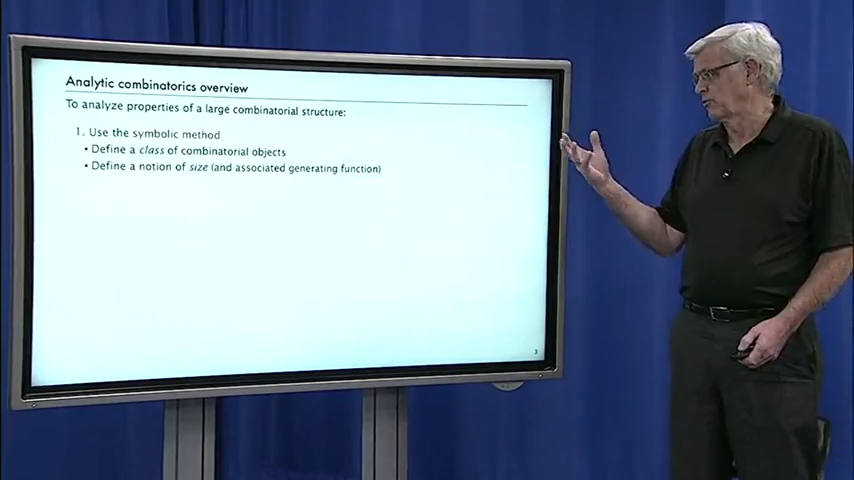 Analytic combinatorics overview
To analyze properties of a large combinatorial structure:
1. Use the symbolic method
• Define a class of combinatorial objects
• Define a notion of size (and associated generating function)
3